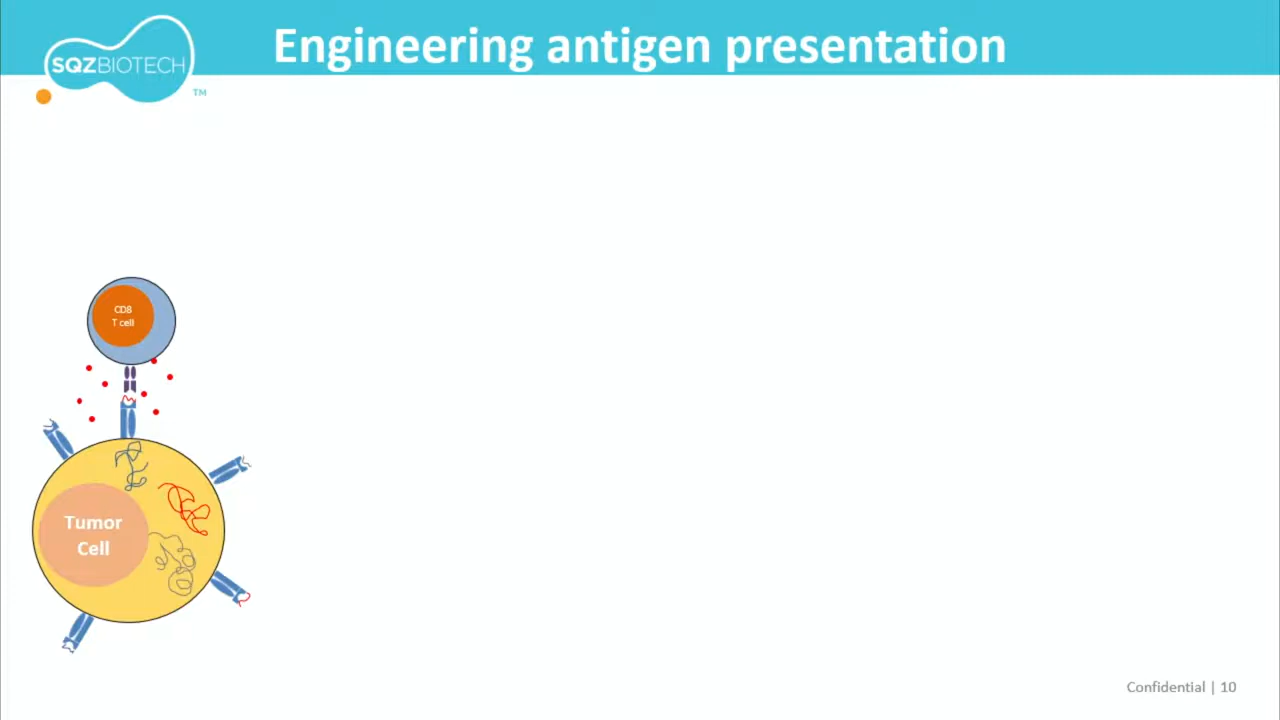 Engineering antigen presentation
SQZBIOTECH
TM
CD8
T cell
Tumor
Cell
Confidential | 10